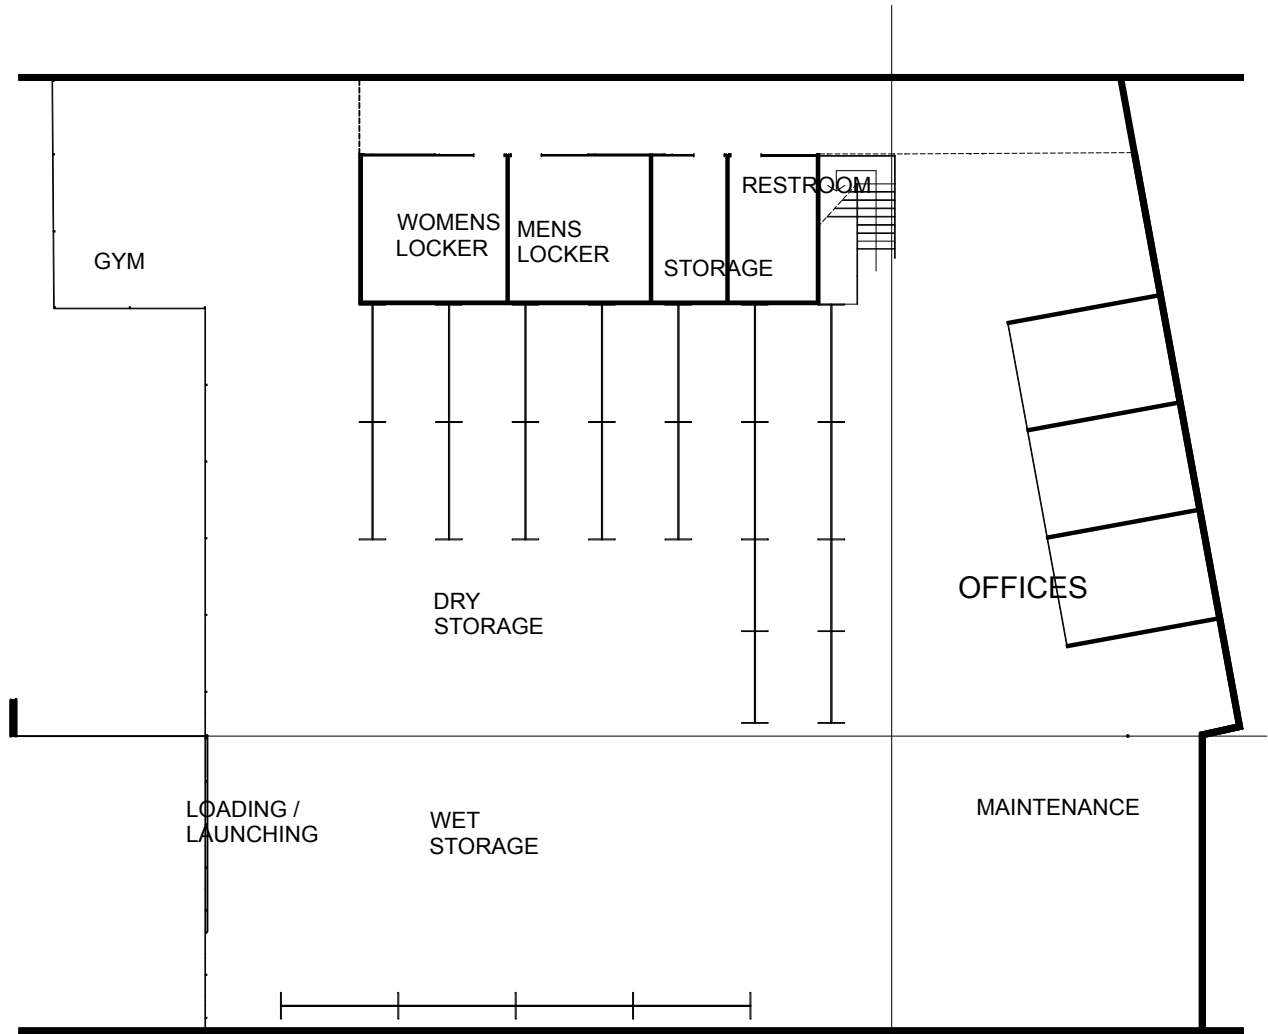 RESTROOM
WOMENS
LOCKER
MENS
LOCKER
GYM
STORAGE
OFFICES
DRY
STORAGE
LOADING /
LAUNCHING
WET
STORAGE
MAINTENANCE